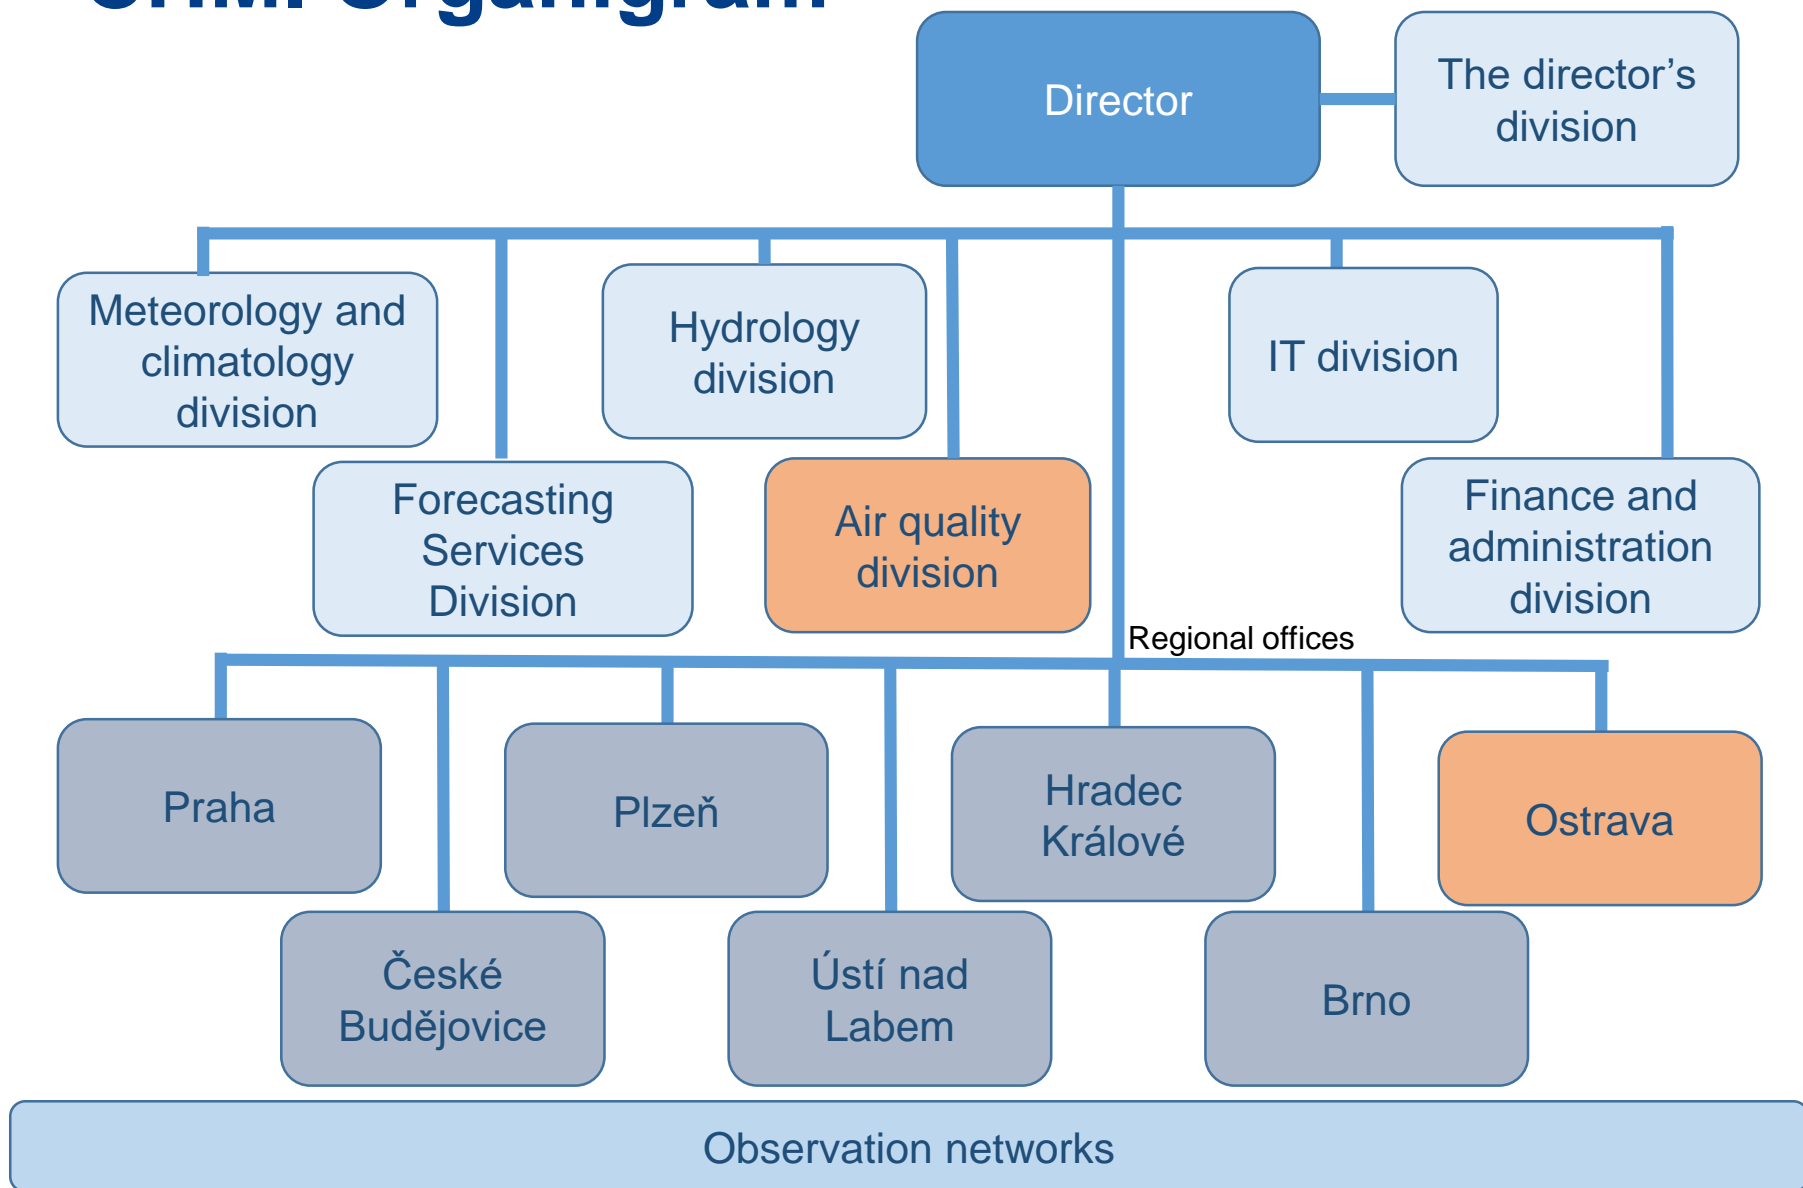 Organigram
Director
The director's
division
Meteorology and
climatology
division
Hydrology
division
IT division
Forecasting
Services
Division
Air quality
division
Finance and
administration
division
Regional offices
Praha
Plzeň
Hradec
Králové
Ostrava
České
Budějovice
Ústí nad
Labem
Brno
Observation networks